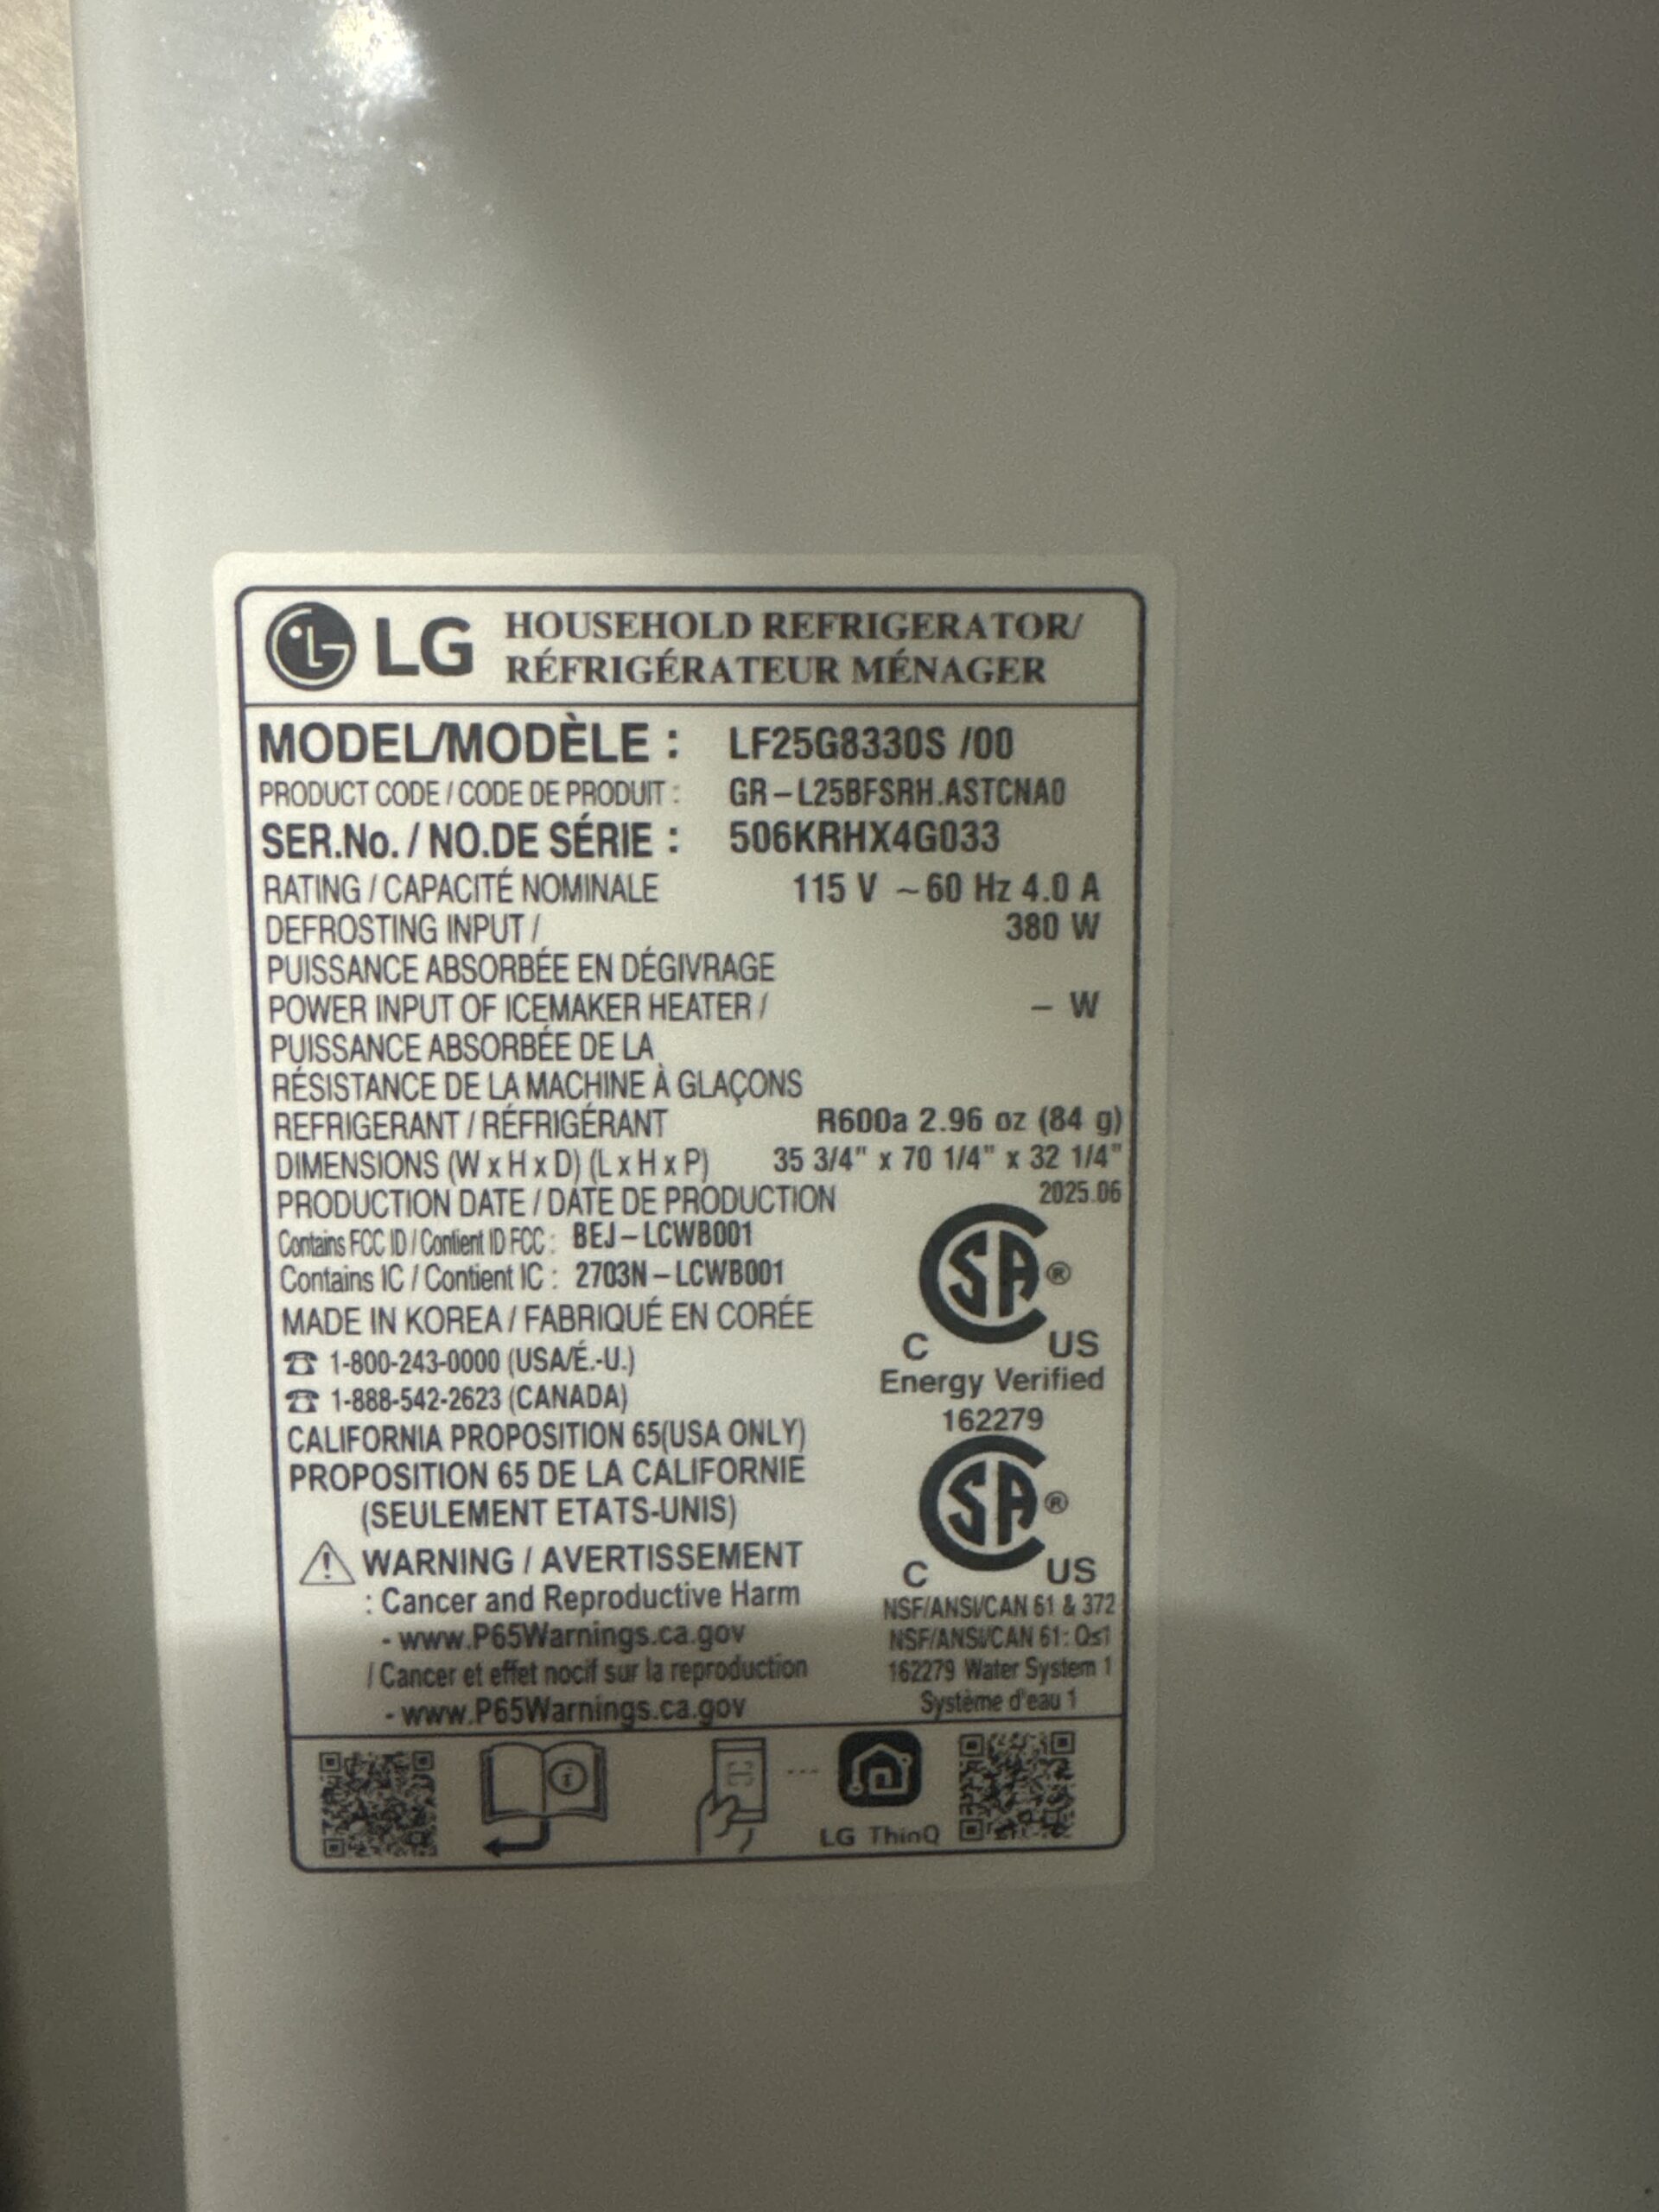 LG HOUSEHOLD REFRIGERATOR/
RÉFRIGÉRATEUR MÉNAGER
MODEL/MODÈLE : LF25G8330S /00
PRODUCT CODE / CODE DE PRODUIT : GR-L25BFSRH.ASTCNA0
SER.No. / NO.DE SÉRIE : 506KRHX4G033
RATING / CAPACITÉ NOMINALE 115 V ~ 60 Hz 4.0 A
DEFROSTING INPUT / 380 W
PUISSANCE ABSORBÉE EN DÉGIVRAGE
POWER INPUT OF ICEMAKER HEATER / – W
PUISSANCE ABSORBÉE DE LA
RÉSISTANCE DE LA MACHINE À GLAÇONS
REFRIGERANT / RÉFRIGÉRANT R600a 2.96 oz (84 g)
DIMENSIONS (W x H x D) (L x H x P) 35 3/4" x 70 1/4" x 32 1/4"
PRODUCTION DATE / DATE DE PRODUCTION 2025.06
Contains FCC ID / Contient ID FCC : BEJ-LCWB001
Contains IC / Contient IC : 2703N-LCWB001
MADE IN KOREA / FABRIQUÉ EN CORÉE
☎ 1-800-243-0000 (USA/É.-U.)
☎ 1-888-542-2623 (CANADA)
CALIFORNIA PROPOSITION 65(USA ONLY)
PROPOSITION 65 DE LA CALIFORNIE
(SEULEMENT ETATS-UNIS)
⚠ WARNING / AVERTISSEMENT
: Cancer and Reproductive Harm
- www.P65Warnings.ca.gov
/ Cancer et effet nocif sur la reproduction
- www.P65Warnings.ca.gov
CSA ®
C US
Energy Verified
162279
CSA ®
C US
NSF/ANSI/CAN 61 & 372
NSF/ANSI/CAN 61: Q≤1
162279 Water System 1
Système d'eau 1
LG ThinQ